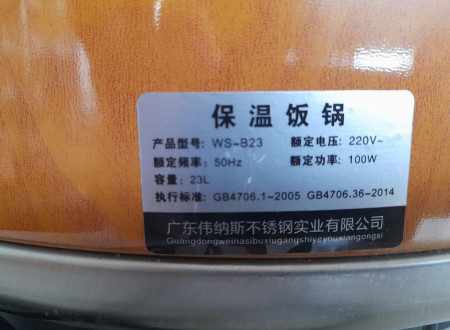 保温饭锅
产品型号: WS-B23 额定电压: 220V~
额定频率: 50Hz 额定功率: 100W
容量: 23L
执行标准: GB4706.1-2005 GB4706.36-2014
广东伟纳斯不锈钢实业有限公司
Guangdongweinasibuxiugangshiyeyouxiangongsi